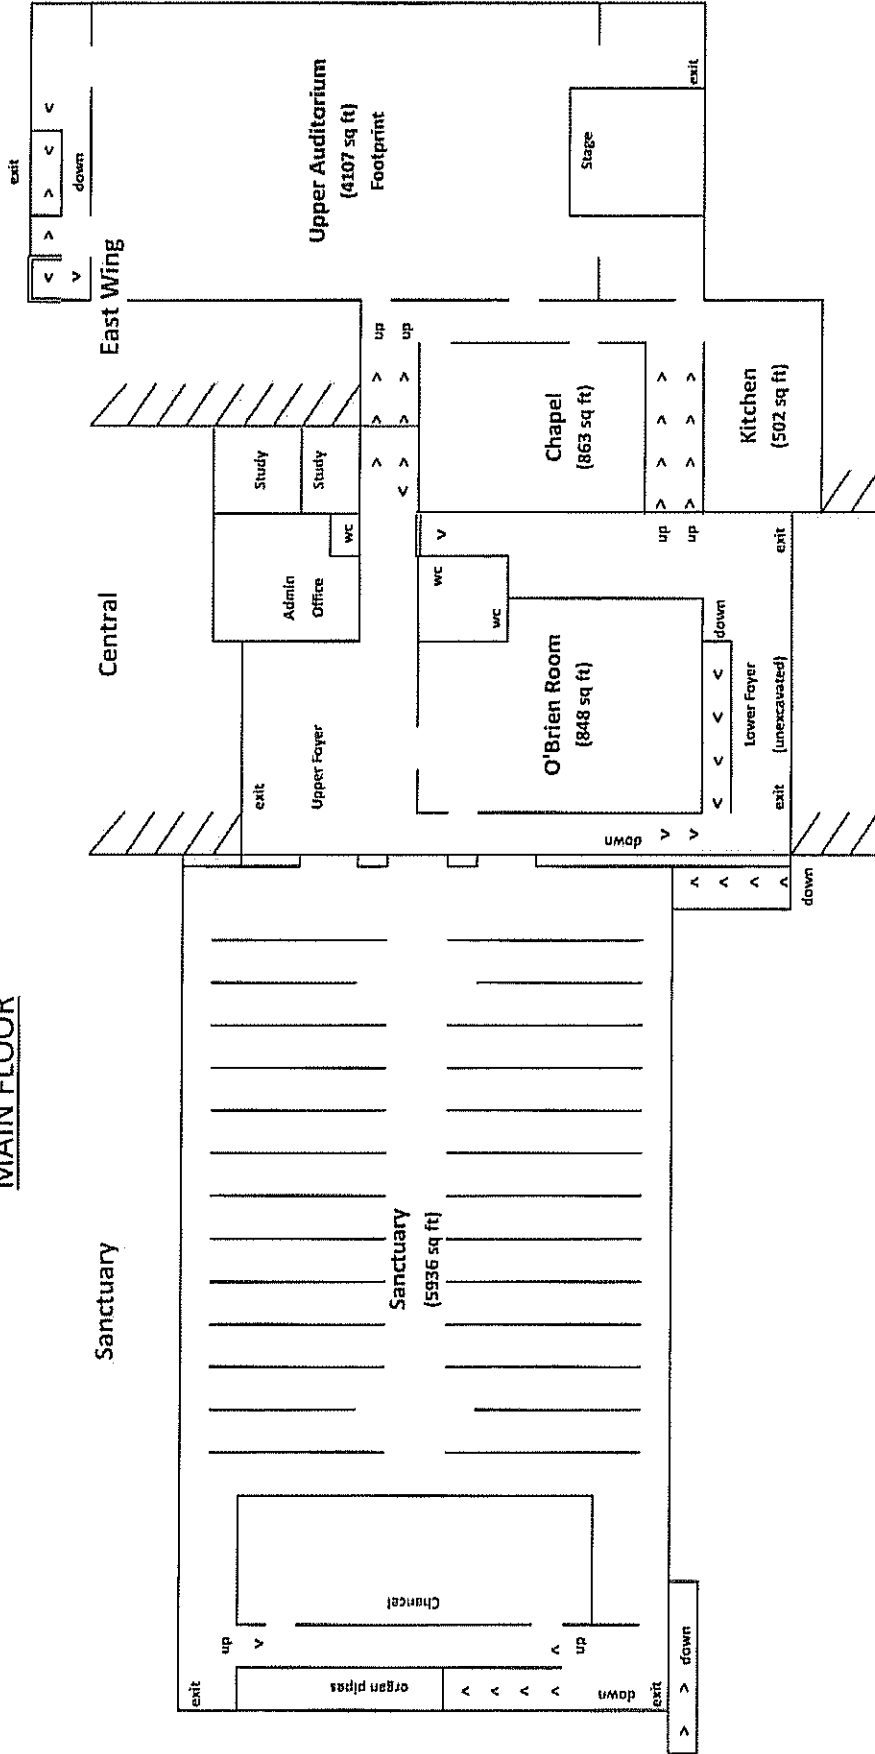 MAIN FLOOR
Sanctuary
Central
East Wing
exit
up
v
organ pipes
^ ^ ^ ^
down
exit
Chancel
^
up
> > down
Sanctuary
(5936 sq ft)
down
^ ^ ^ ^
exit
Upper Foyer
down
v v
O'Brien Room
(848 sq ft)
< < < <
down
Lower Foyer
(unexcavated)
exit
exit
Admin
Office
wc
Study
Study
wc
wc
v
up
up
> > > >
> > > >
> > >
< > > >
up
up
Chapel
(863 sq ft)
Kitchen
(502 sq ft)
exit
< > > < <
v
down
Upper Auditorium
(4107 sq ft)
Footprint
Stage
exit